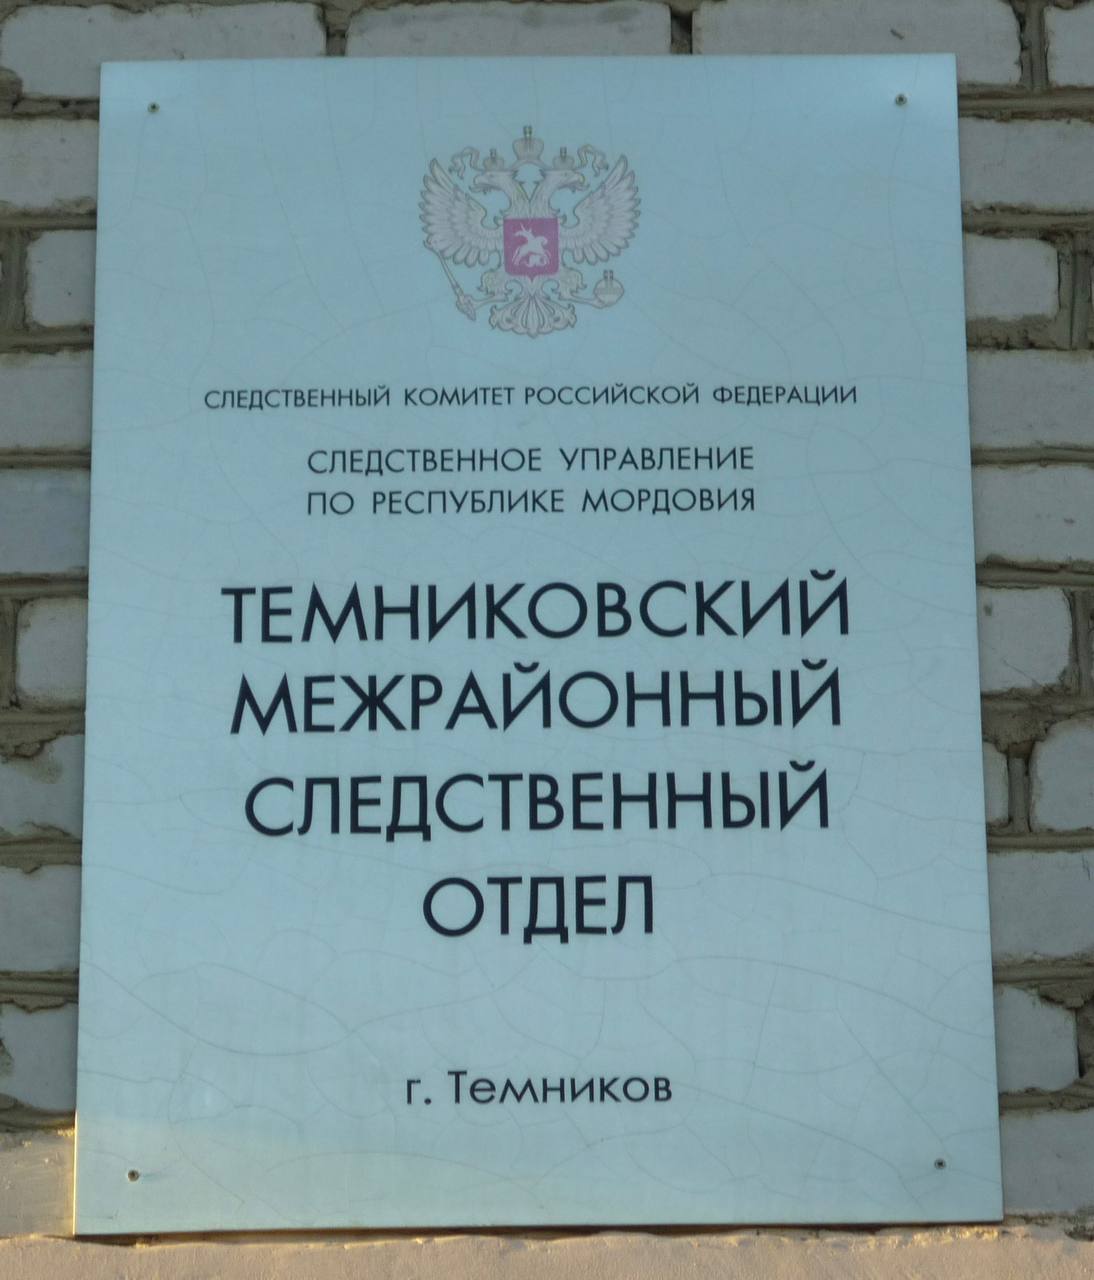 СЛЕДСТВЕННЫЙ КОМИТЕТ РОССИЙСКОЙ ФЕДЕРАЦИИ
СЛЕДСТВЕННОЕ УПРАВЛЕНИЕ
ПО РЕСПУБЛИКЕ МОРДОВИЯ
ТЕМНИКОВСКИЙ
МЕЖРАЙОННЫЙ
СЛЕДСТВЕННЫЙ
ОТДЕЛ
г. Темников